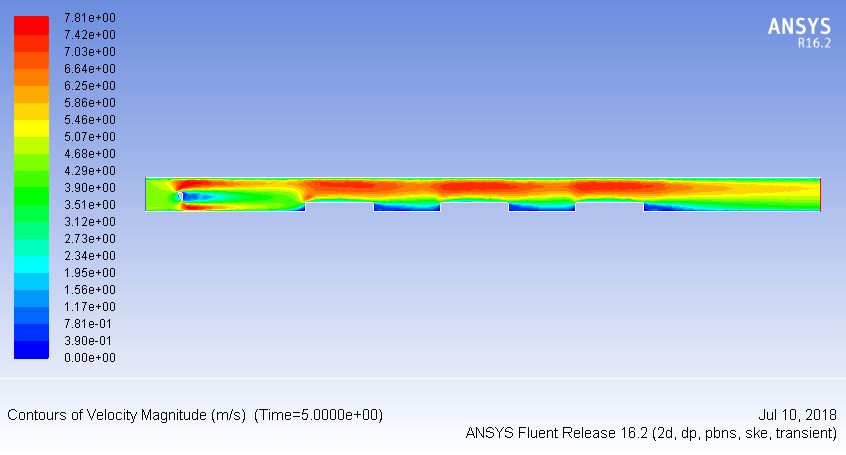 7.81e+00
7.42e+00
7.03e+00
6.64e+00
6.25e+00
5.86e+00
5.46e+00
5.07e+00
4.68e+00
4.29e+00
3.90e+00
3.51e+00
3.12e+00
2.73e+00
2.34e+00
1.95e+00
1.56e+00
1.17e+00
7.81e-01
3.90e-01
0.00e+00
ANSYS
R16.2
Contours of Velocity Magnitude (m/s)  (Time=5.0000e+00)
Jul 10, 2018
ANSYS Fluent Release 16.2 (2d, dp, pbns, ske, transient)